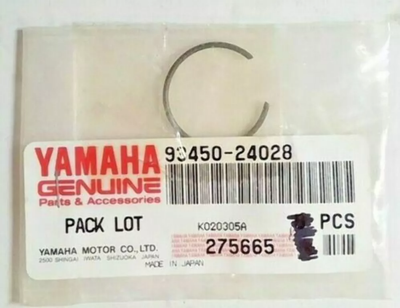 YAMAHA
GENUINE
Parts & Accessories
93450-24028
PACK LOT
K020305A
PCS
YAMAHA MOTOR CO., LTD.
2500 SHINGAI IWATA SHIZUOKA JAPAN
275665
MADE IN JAPAN